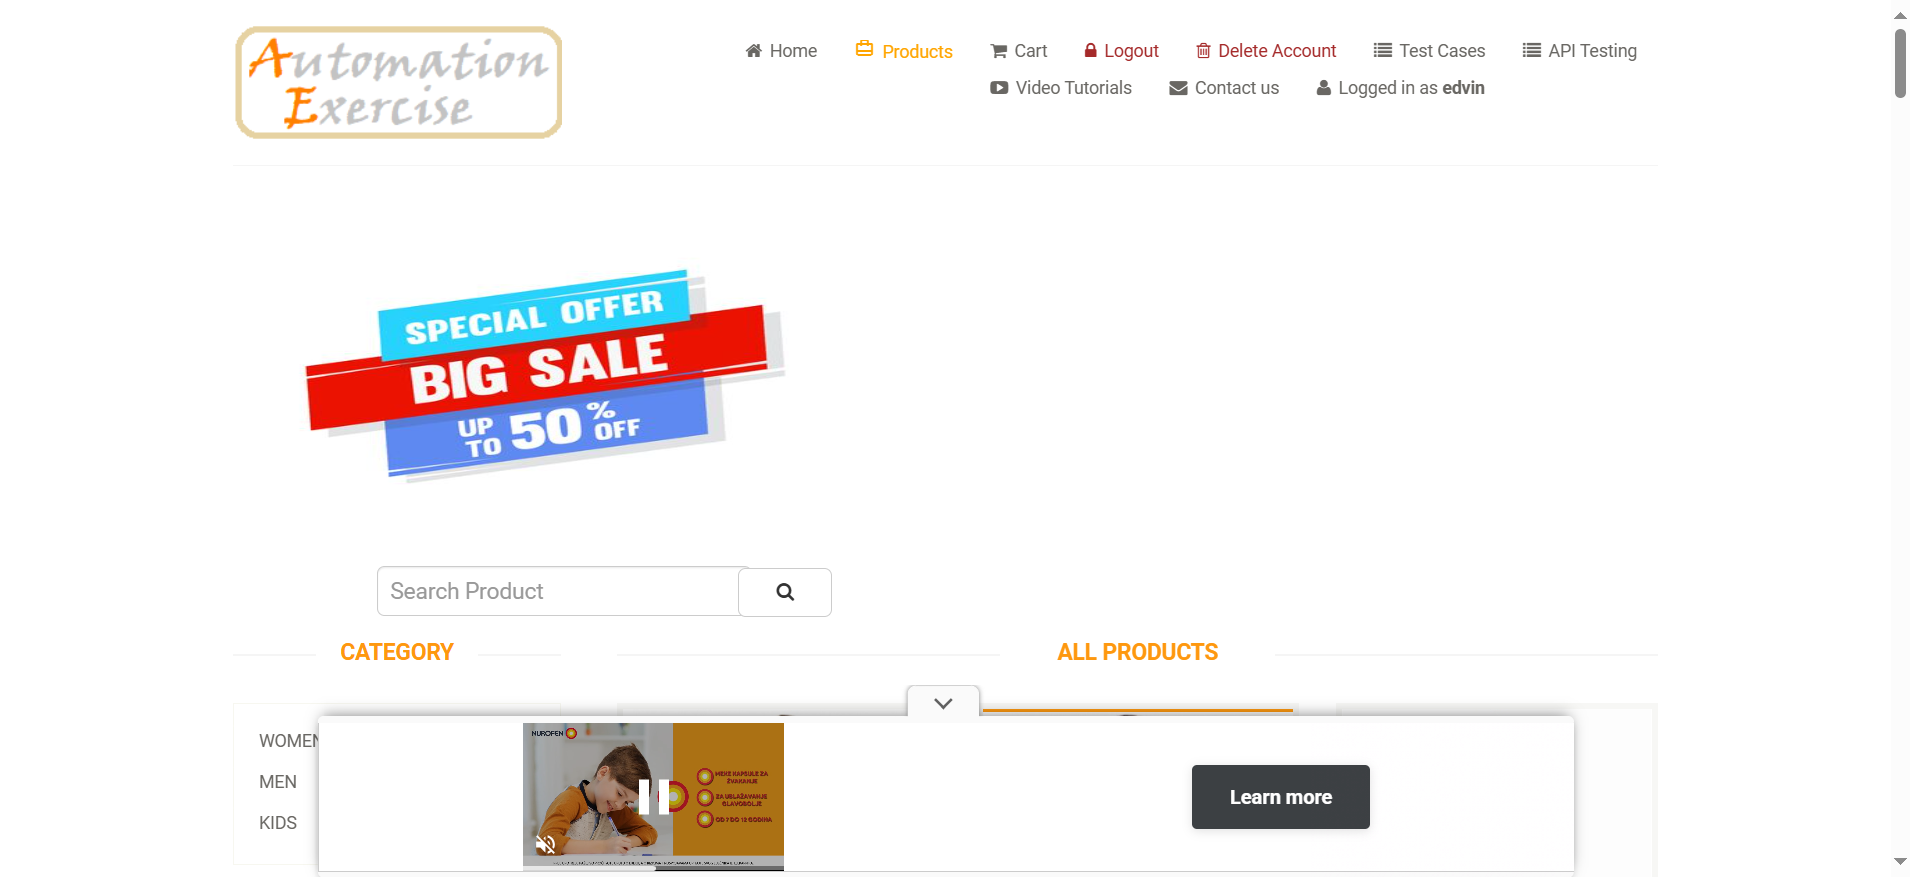 Automation
Exercise
Home
Products
Cart
Logout
Delete Account
Test Cases
API Testing
Video Tutorials
Contact us
Logged in as edvin
SPECIAL OFFER
BIG SALE
UP TO 50% OFF
Search Product
CATEGORY
ALL PRODUCTS
WOMEN
MEN
KIDS
NUROFEN
MEKE KAPSULE ZA
ŽVAKANJE
ZA UBLAŽAVANJE
GLAVOBOLJE
OD 7 DO 12 GODINA
Learn more